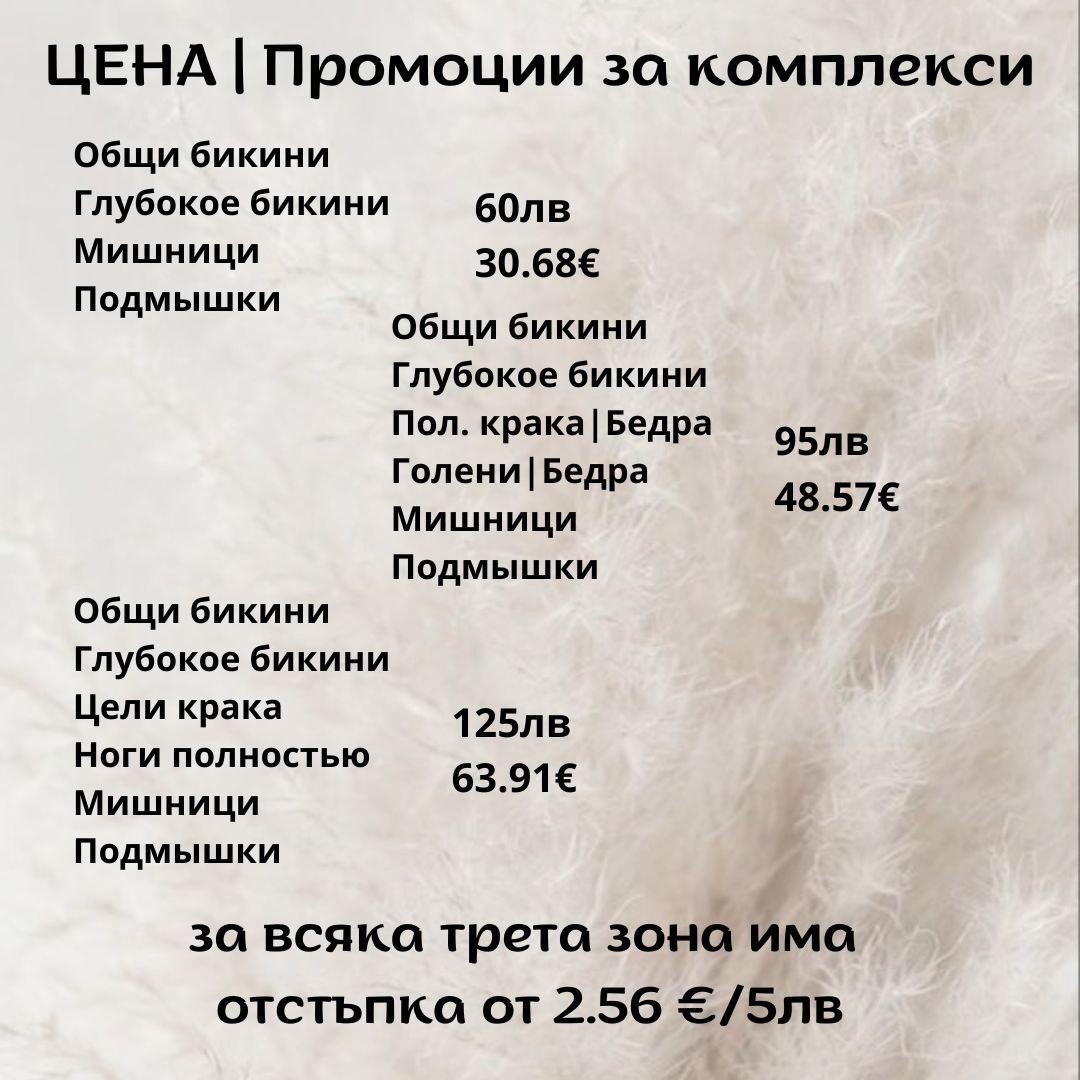 ЦЕНА | Промоции за комплекси
Общи бикини
Глубокое бикини
Мишници
Подмышки
60лв
30.68€
Общи бикини
Глубокое бикини
Пол. крака|Бедра
Голени|Бедра
Мишници
Подмышки
95лв
48.57€
Общи бикини
Глубокое бикини
Цели крака
Ноги полностью
Мишници
Подмышки
125лв
63.91€
за всяка трета зона има
отстъпка от 2.56 €/5лв